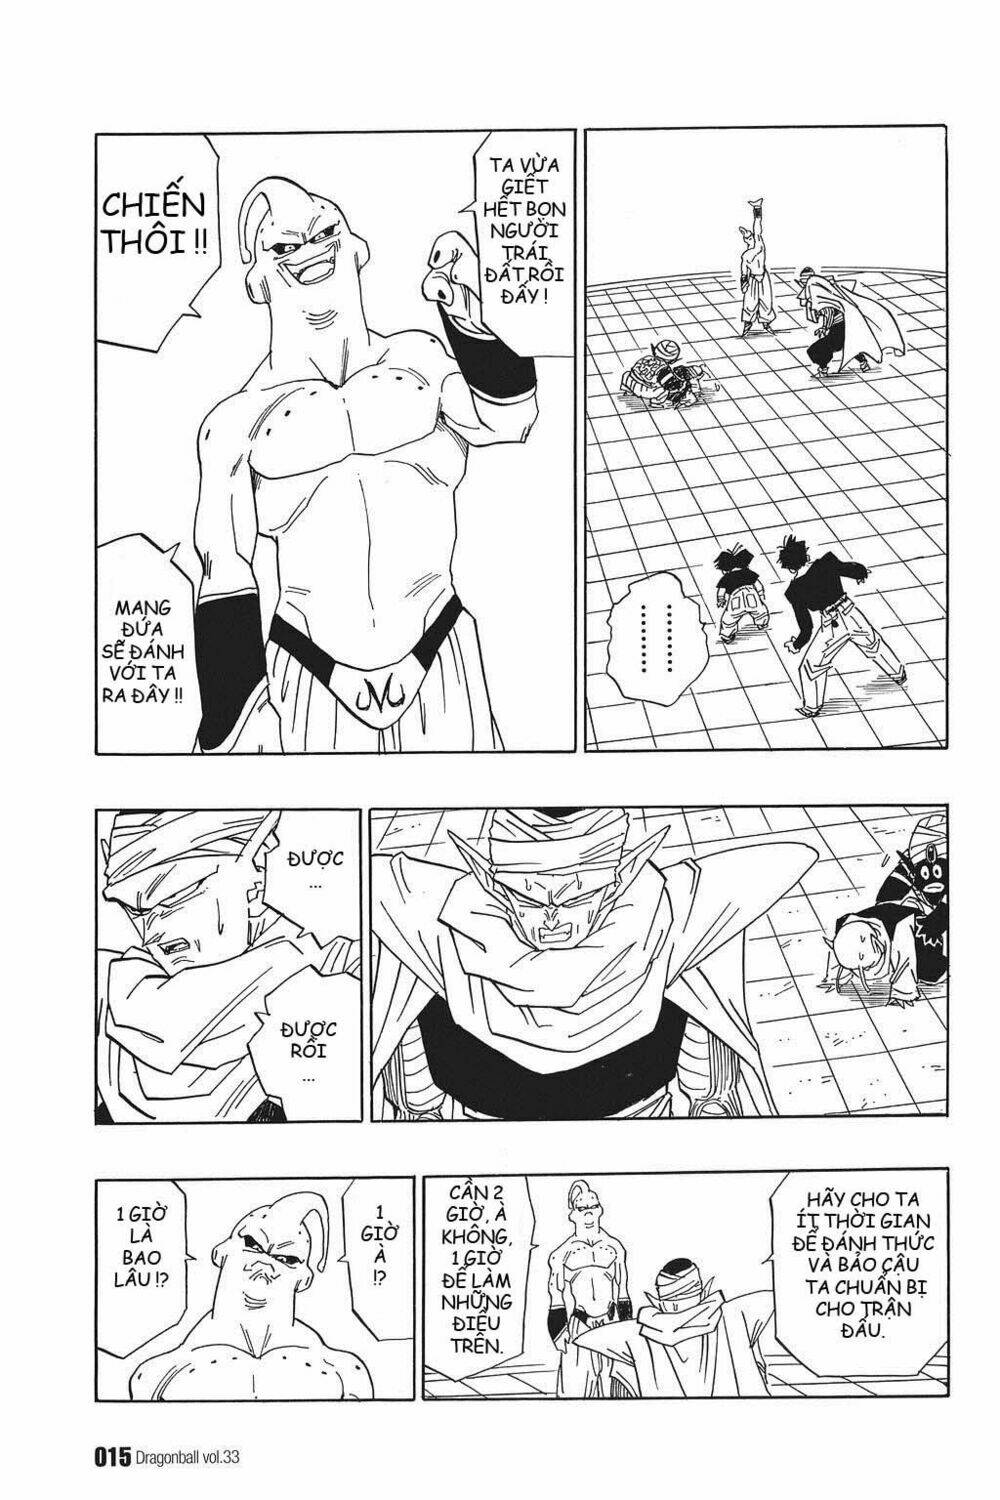 TA VỪA
GIẾT
HẾT BỌN
NGƯỜI
TRÁI
ĐẤT RỒI
ĐẤY !
CHIẾN
THÔI !!
MANG
ĐỨA
SẼ ĐÁNH
VỚI TA
RA ĐÂY !!
......
......
ĐƯỢC
...
ĐƯỢC
RỒI
...
HÃY CHO TA
ÍT THỜI GIAN
ĐỂ ĐÁNH THỨC
VÀ BẢO CẬU
TA CHUẨN BỊ
CHO TRẬN
ĐẤU.
CẦN 2
GIỜ, À
KHÔNG,
1 GIỜ
ĐỂ LÀM
NHỮNG
ĐIỀU
TRÊN.
1
GIỜ
À
!?
1 GIỜ
LÀ
BAO
LÂU !?
M
015 Dragonball vol.33